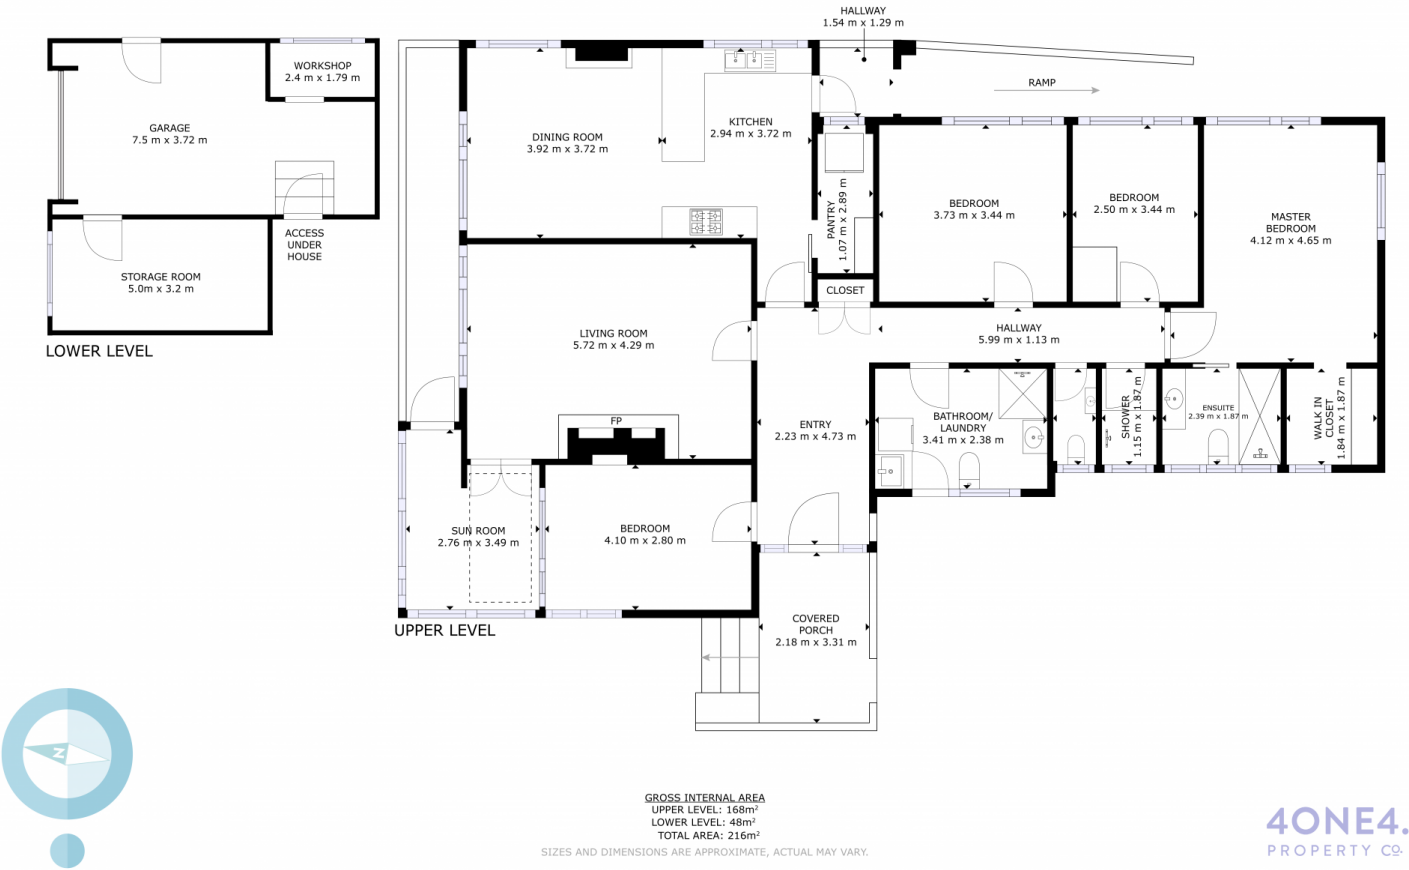 HALLWAY
1.54 m x 1.29 m
WORKSHOP
2.4 m x 1.79 m
GARAGE
7.5 m x 3.72 m
ACCESS
UNDER
HOUSE
STORAGE ROOM
5.0m x 3.2 m
LOWER LEVEL
RAMP
DINING ROOM
3.92 m x 3.72 m
KITCHEN
2.94 m x 3.72 m
PANTRY
1.07 m x 2.89 m
BEDROOM
3.73 m x 3.44 m
BEDROOM
2.50 m x 3.44 m
MASTER
BEDROOM
4.12 m x 4.65 m
CLOSET
LIVING ROOM
5.72 m x 4.29 m
HALLWAY
5.99 m x 1.13 m
FP
ENTRY
2.23 m x 4.73 m
BATHROOM/
LAUNDRY
3.41 m x 2.38 m
SHOWER
1.15 m x 1.87 m
ENSUITE
2.39 m x 1.87 m
WALK IN
CLOSET
1.84 m x 1.87 m
SUN ROOM
2.76 m x 3.49 m
BEDROOM
4.10 m x 2.80 m
COVERED
PORCH
2.18 m x 3.31 m
UPPER LEVEL
N
GROSS INTERNAL AREA
UPPER LEVEL: 168m²
LOWER LEVEL: 48m²
TOTAL AREA: 216m²
SIZES AND DIMENSIONS ARE APPROXIMATE, ACTUAL MAY VARY.
4ONE4.
PROPERTY CO.